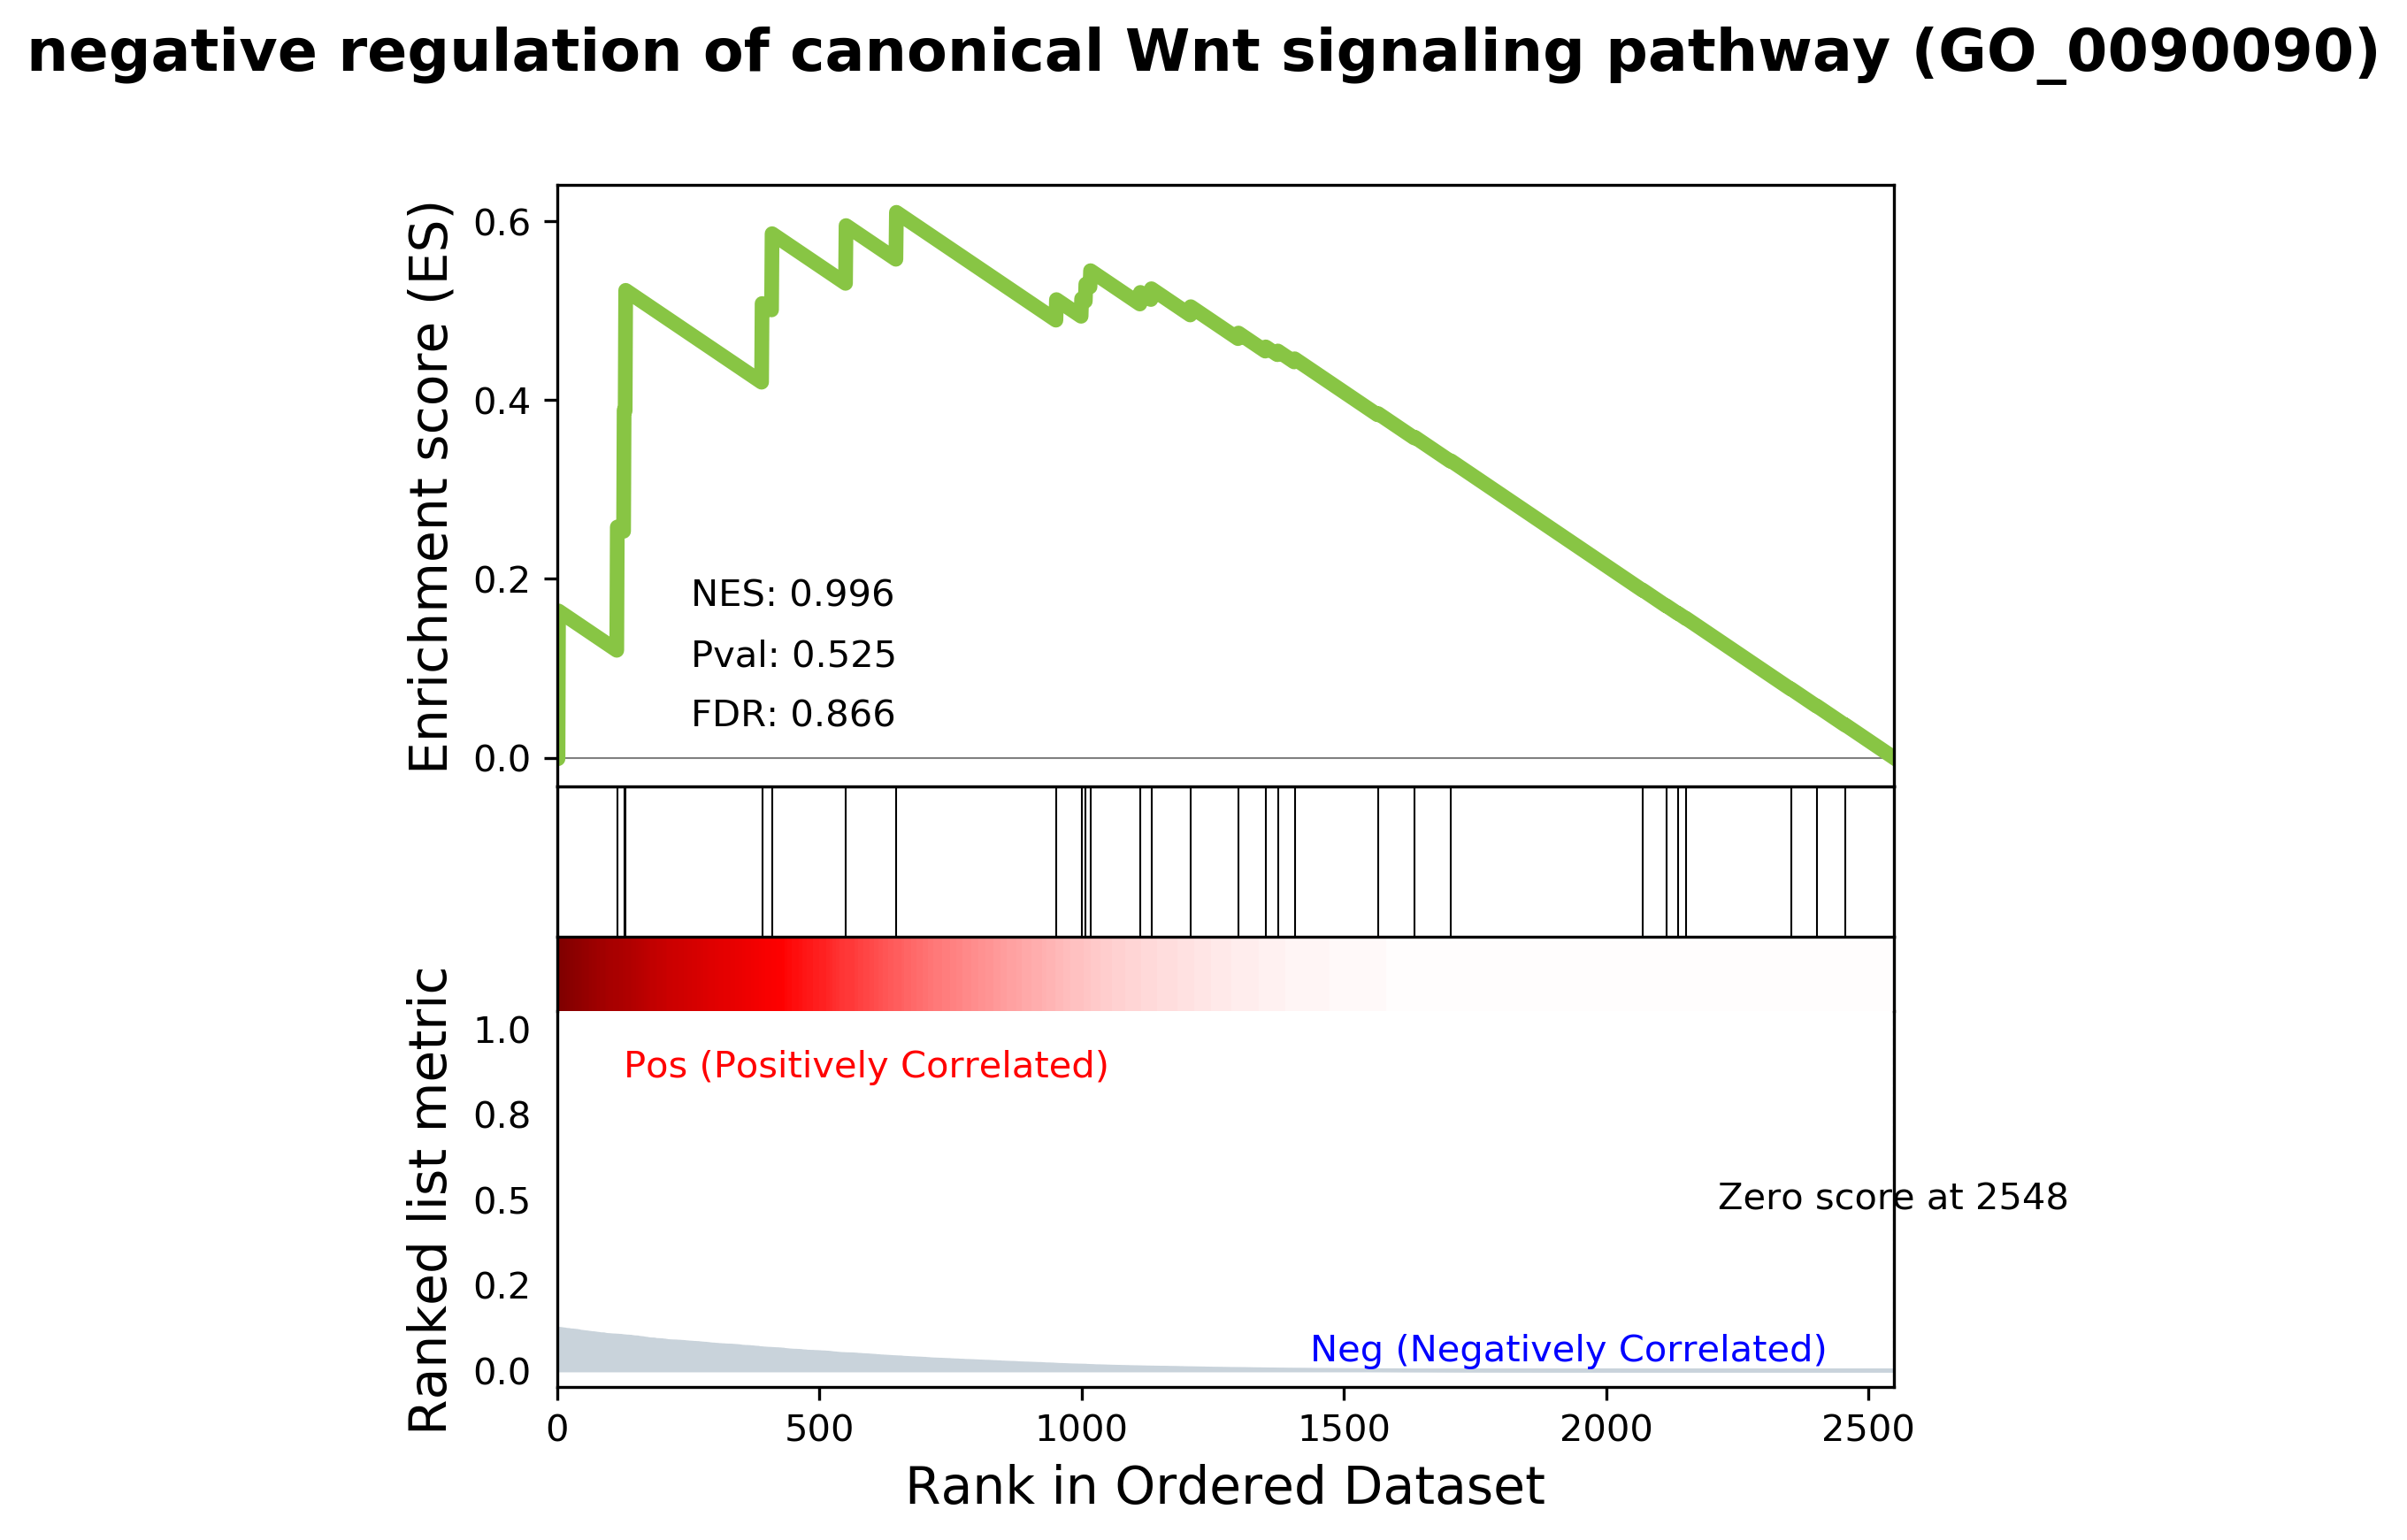 negative regulation of canonical Wnt signaling pathway (GO_0090090)
Enrichment score (ES)
0.6
0.4
0.2
0.0
NES: 0.996
Pval: 0.525
FDR: 0.866
Ranked list metric
1.0
0.8
0.5
0.2
0.0
Pos (Positively Correlated)
Zero score at 2548
Neg (Negatively Correlated)
0 500 1000 1500 2000 2500
Rank in Ordered Dataset